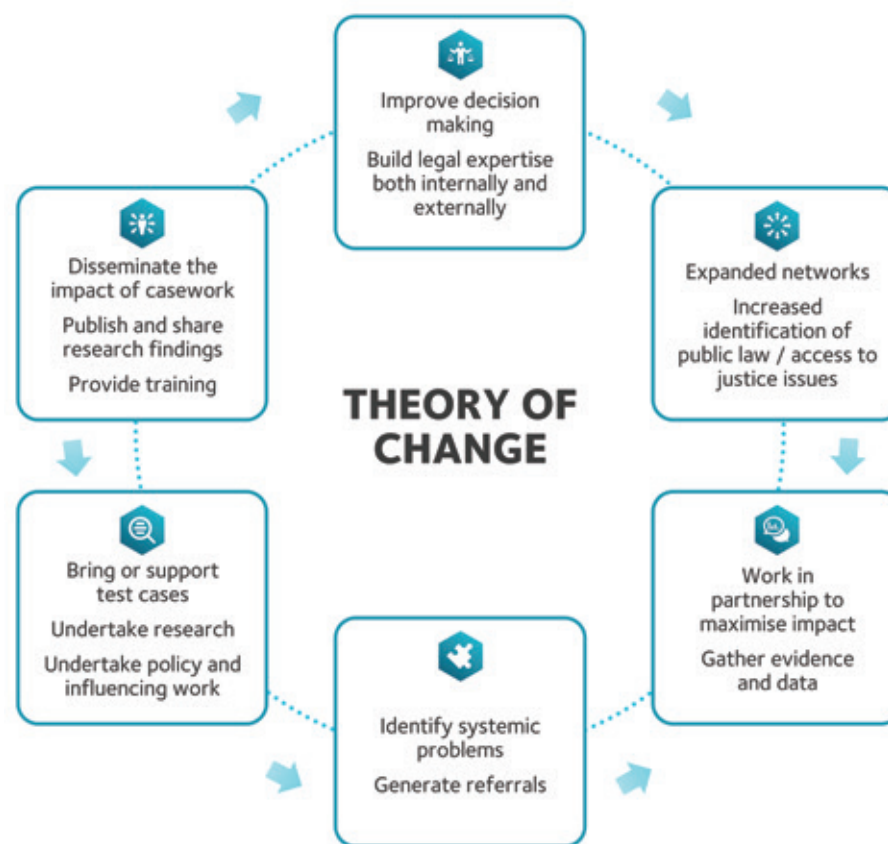 Improve decision
making
Build legal expertise
both internally and
externally
Disseminate the
impact of casework
Publish and share
research findings
Provide training
Expanded networks
Increased
identification of
public law / access to
justice issues
THEORY OF
CHANGE
Bring or support
test cases
Undertake research
Undertake policy and
influencing work
Work in
partnership to
maximise impact
Gather evidence
and data
Identify systemic
problems
Generate referrals